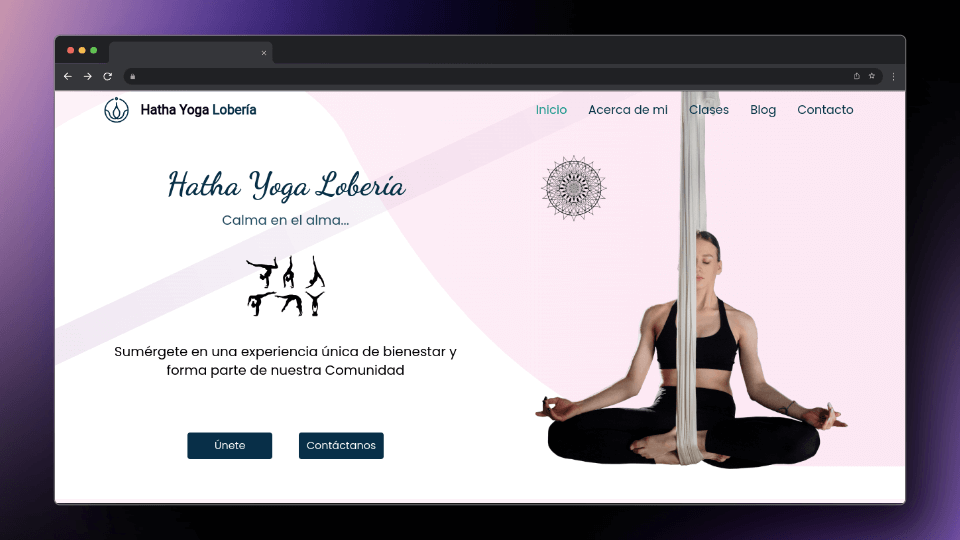 Hatha Yoga Lobería
Inicio Acerca de mi Clases Blog Contacto
Hatha Yoga Lobería
Calma en el alma...
Sumérgete en una experiencia única de bienestar y
forma parte de nuestra Comunidad
Únete Contáctanos